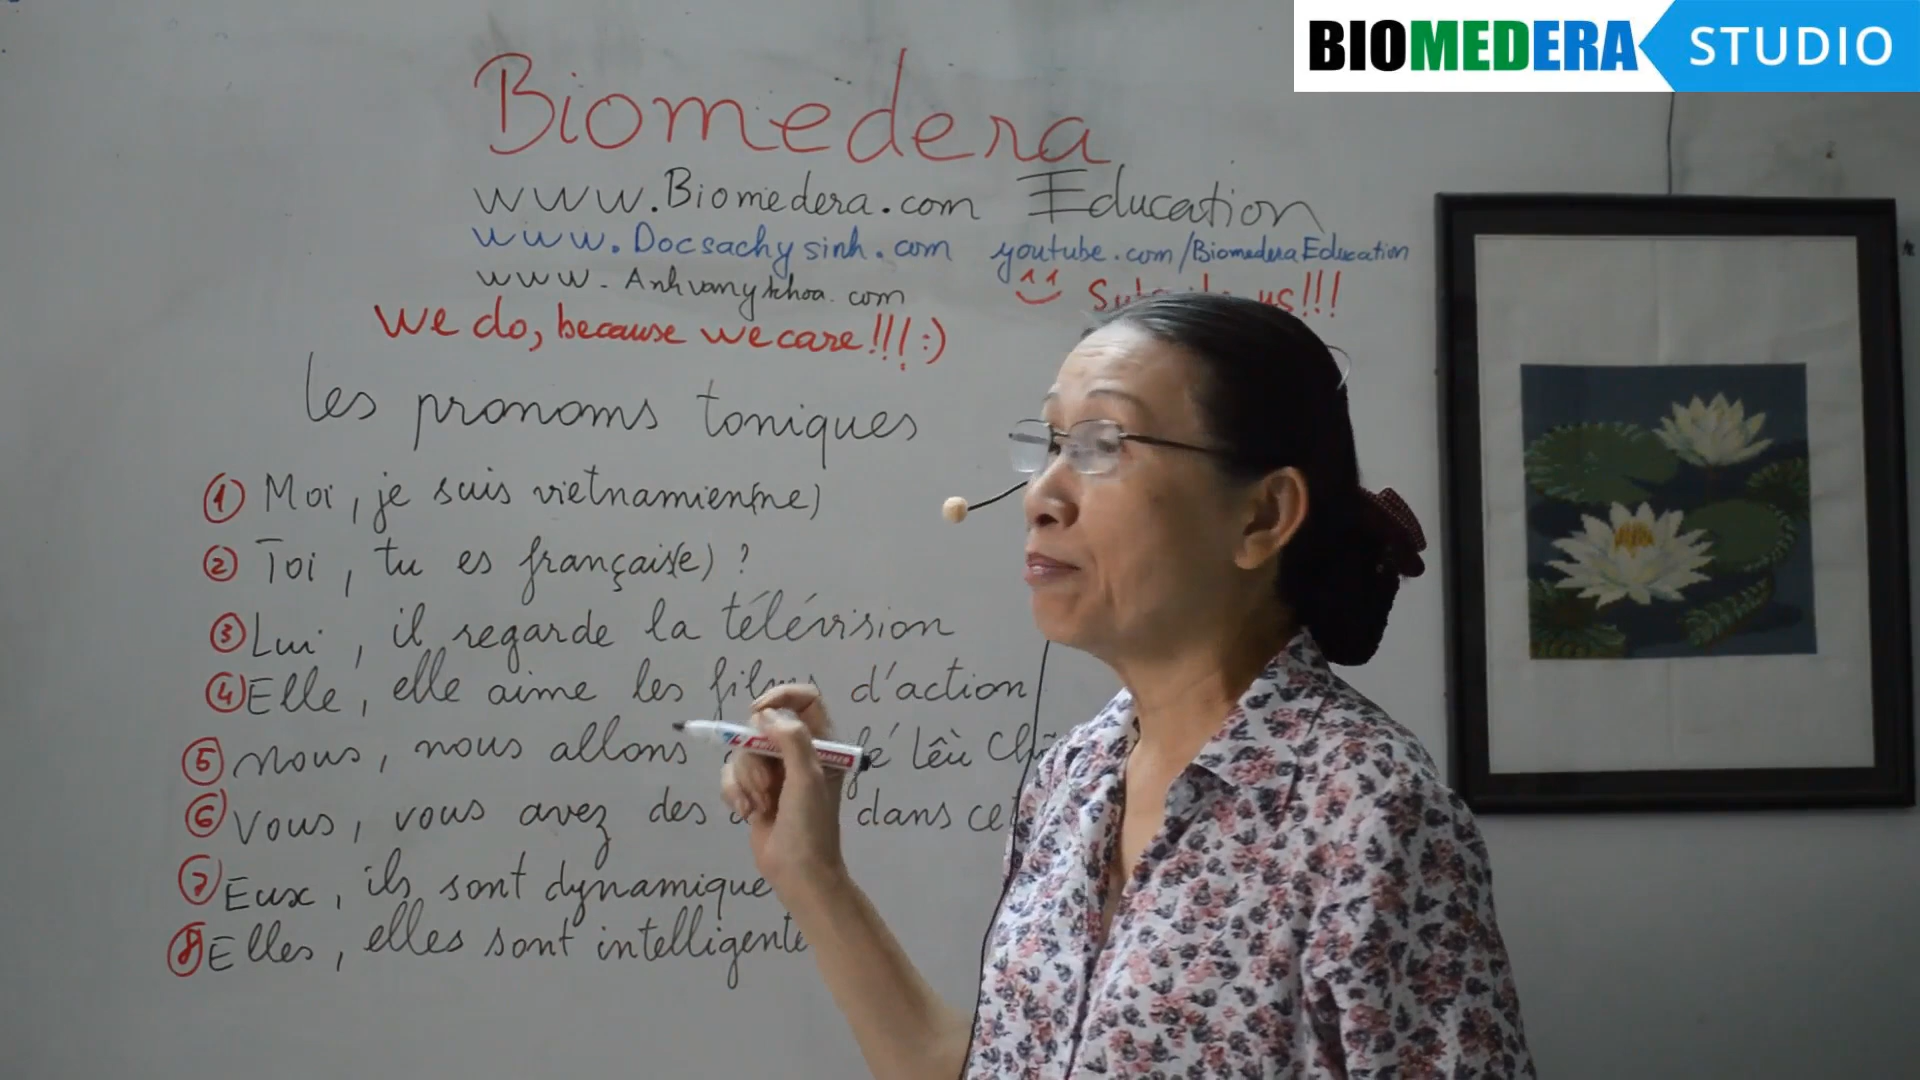 BIOMEDERA STUDIO
Biomedera
www.Biomedera.com Education
www.Docsachysinh.com youtube.com/BiomederaEducation
www.Anhvanykhoa.com us!!!
We do, because we care!!! :)
les pronoms toniques
1 Moi, je suis vietnamien(ne)
2 Toi, tu es français(e) ?
3 Lui, il regarde la télévision
4 Elle, elle aime les films d'action
5 nous, nous allons
6 Vous, vous avez des dans ce
7 Eux, ils sont dynamique
8 Elles, elles sont intelligente